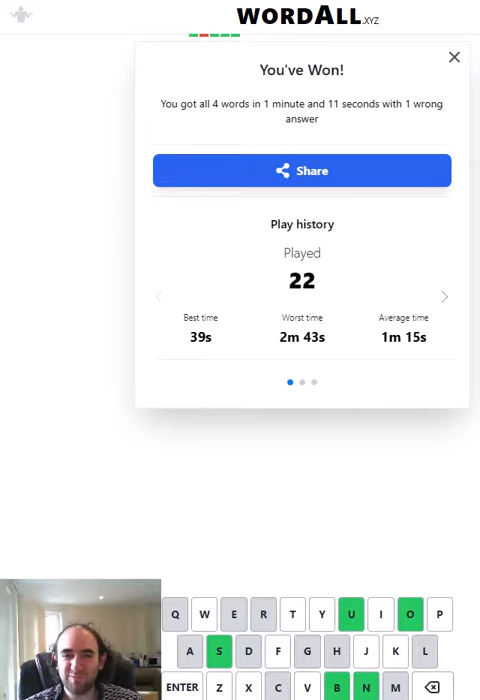 WORDALL.XYZ
You've Won!
You got all 4 words in 1 minute and 11 seconds with 1 wrong
answer
Share
Play history
Played
22
Best time Worst time Average time
39s 2m 43s 1m 15s
Q W E R T Y U I O P
A S D F G H J K L
ENTER Z X C V B N M